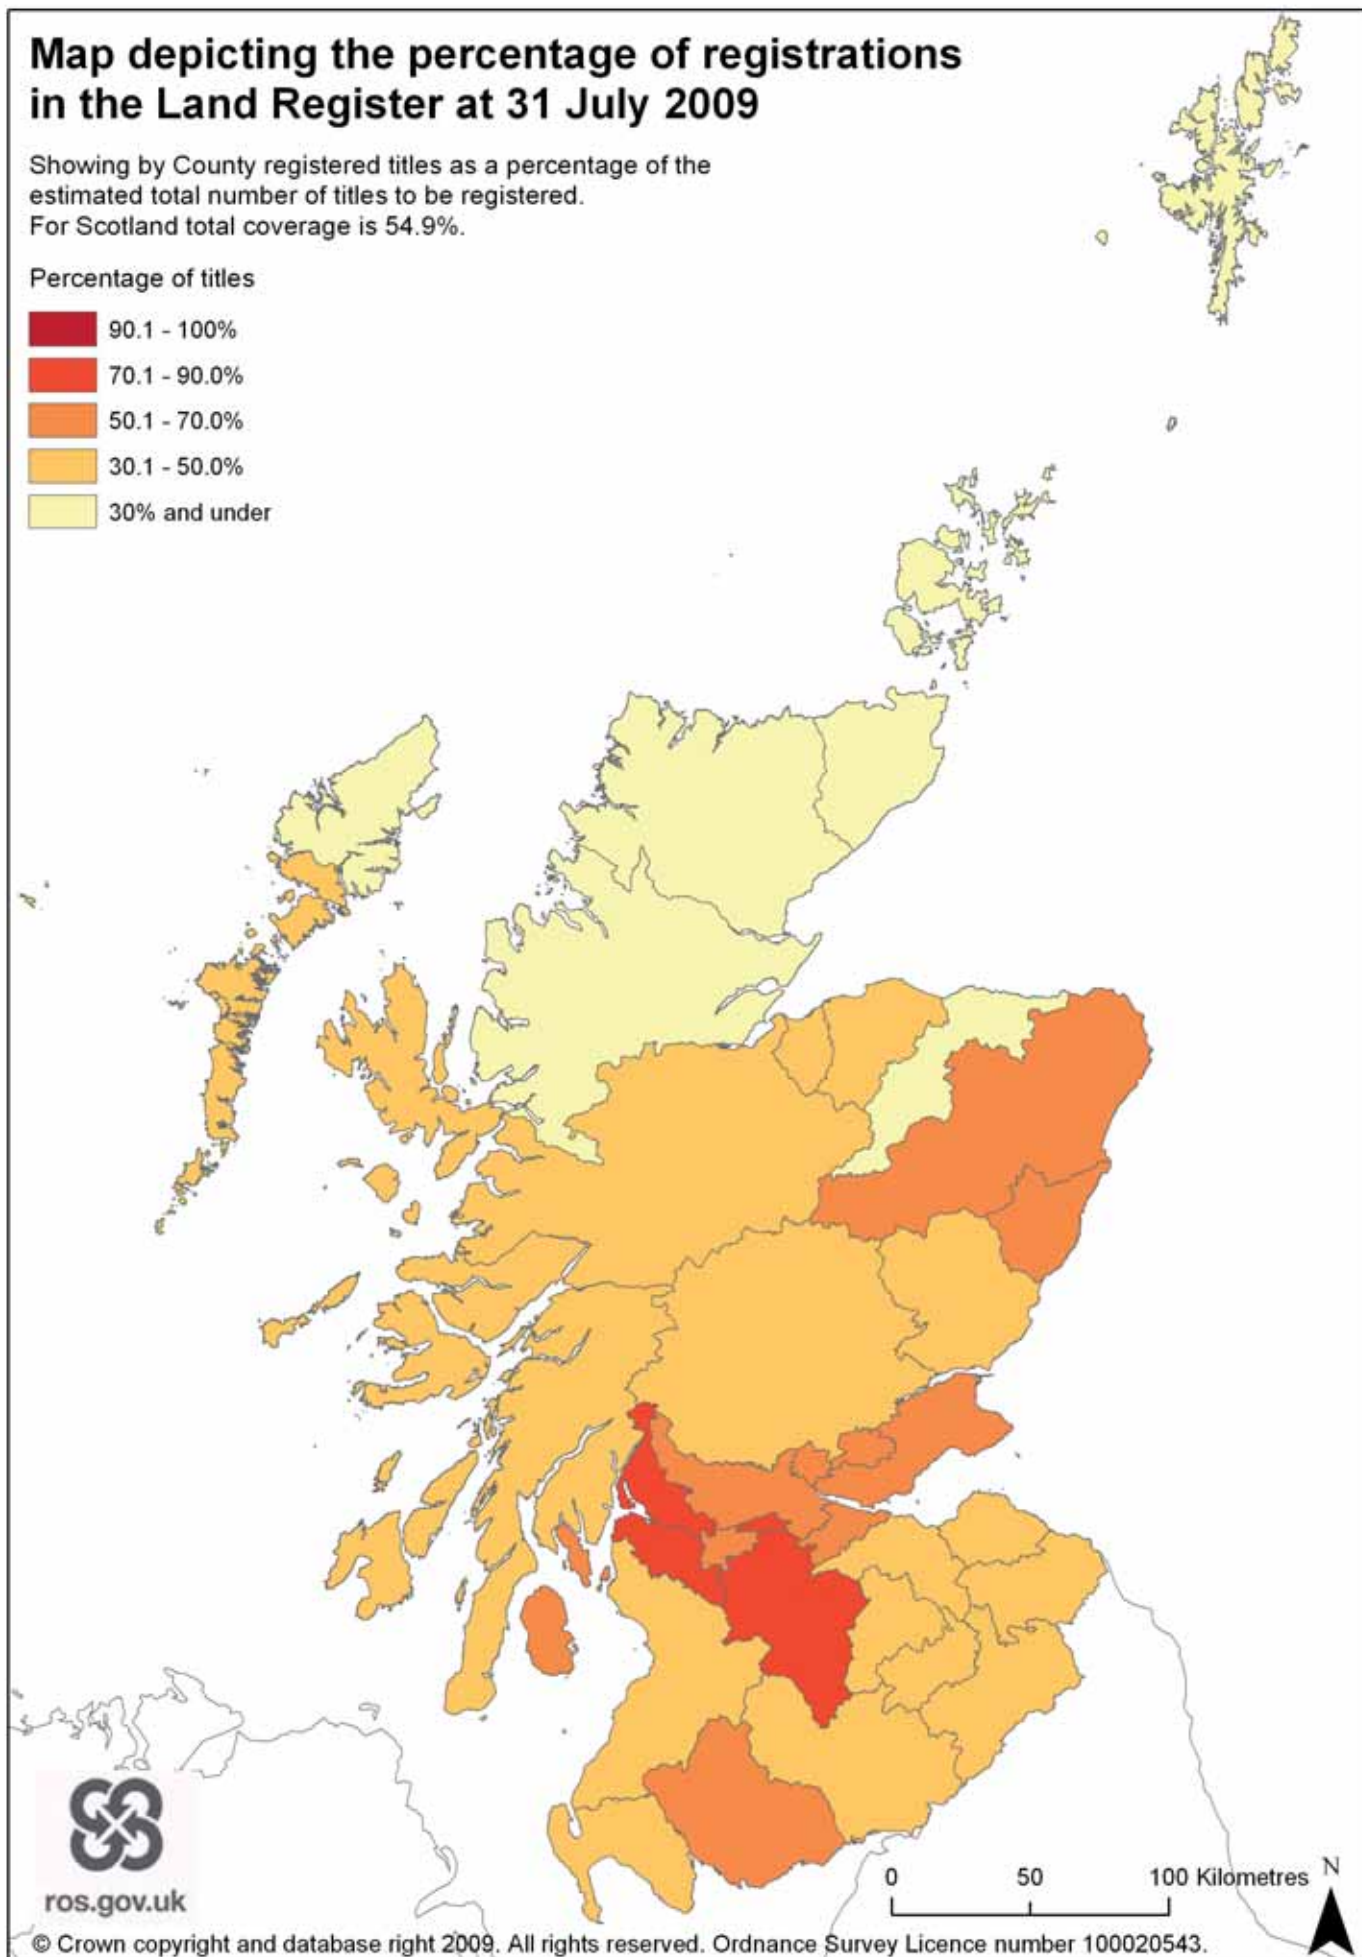 Map depicting the percentage of registrations
in the Land Register at 31 July 2009
Showing by County registered titles as a percentage of the
estimated total number of titles to be registered.
For Scotland total coverage is 54.9%.
Percentage of titles
90.1 - 100%
70.1 - 90.0%
50.1 - 70.0%
30.1 - 50.0%
30% and under
ros.gov.uk
0 50 100 Kilometres N
© Crown copyright and database right 2009. All rights reserved. Ordnance Survey Licence number 100020543.